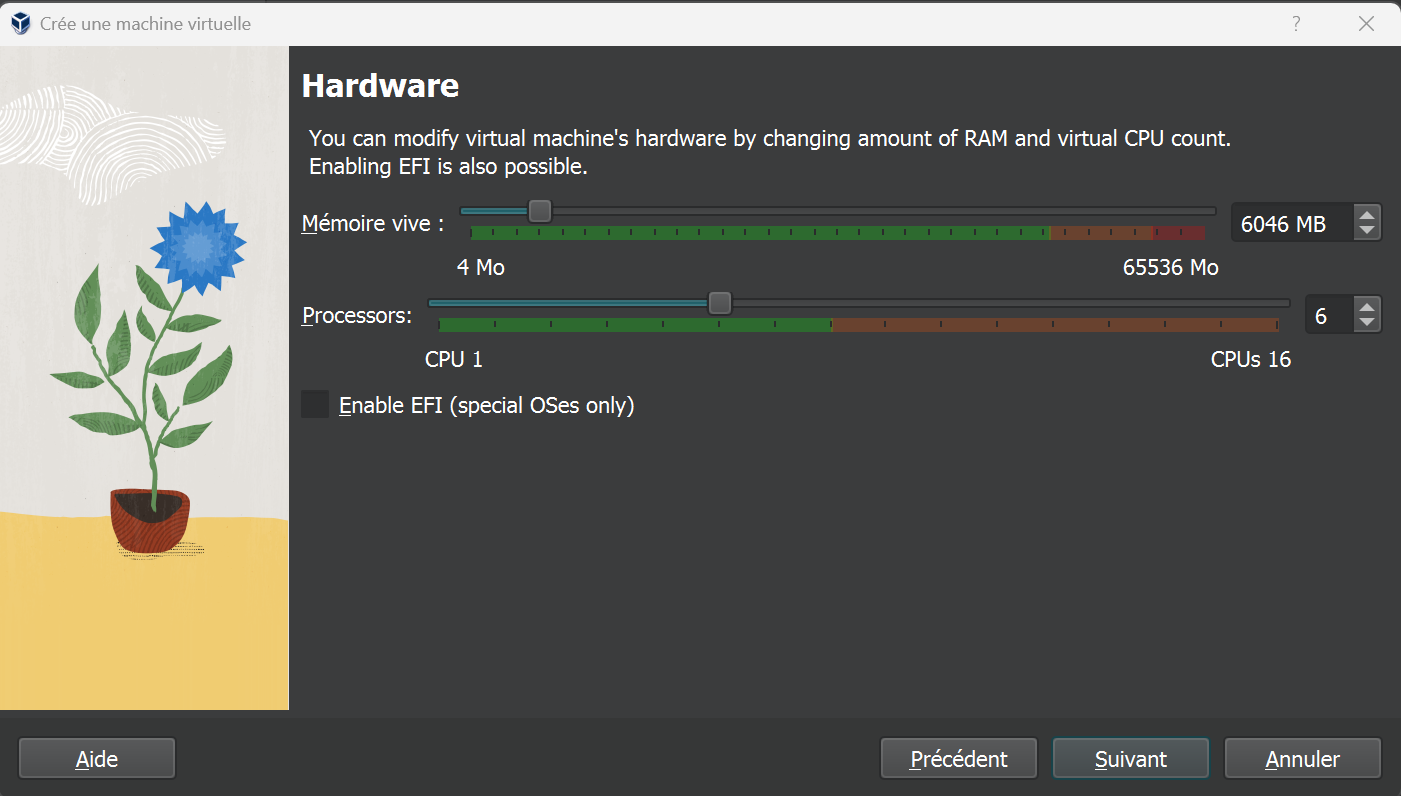 Crée une machine virtuelle
?
Hardware
You can modify virtual machine's hardware by changing amount of RAM and virtual CPU count.
Enabling EFI is also possible.
Mémoire vive :
6046 MB
4 Mo
65536 Mo
Processors:
6
CPU 1
CPUs 16
Enable EFI (special OSes only)
Aide
Précédent
Suivant
Annuler